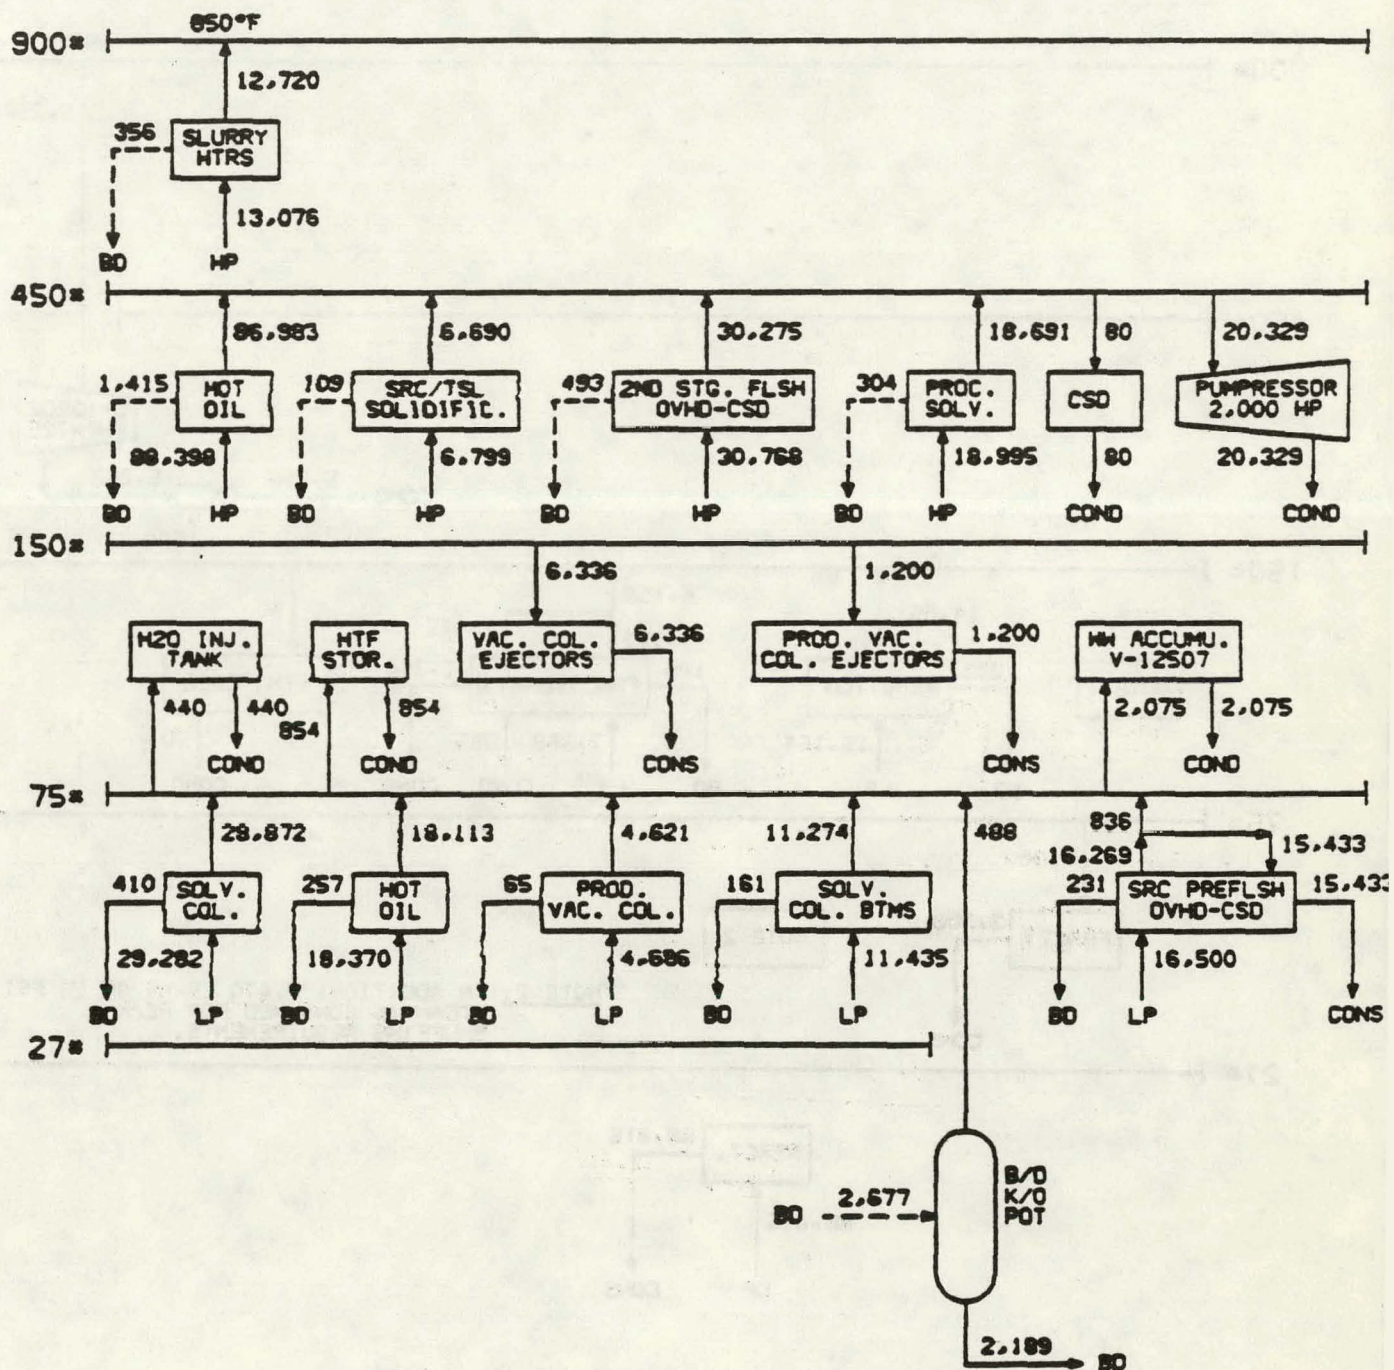 850°F
900#
12,720
356
SLURRY
HTRS
13,076
BD
HP
450#
86,983
6,690
30,275
18,691
80
20,329
1,415
HOT
OIL
109
SRC/TSL
SOLIDIFIC.
493
2ND STG. FLSH
OVHD-CSD
304
PROC.
SOLV.
CSD
PUMPRESSOR
2,000 HP
88,398
6,799
30,768
18,995
80
20,329
BD
HP
BD
HP
BD
HP
BD
HP
COND
COND
150#
6,336
1,200
H2O INJ.
TANK
HTF
STOR.
VAC. COL.
EJECTORS
6,336
PROD. VAC.
COL. EJECTORS
1,200
WW ACCUMU.
V-12507
440
440
854
854
2,075
2,075
COND
COND
CONS
CONS
COND
75#
28,872
18,113
4,621
11,274
488
836
15,433
16,269
410
SOLV.
COL.
257
HOT
OIL
65
PROD.
VAC. COL.
161
SOLV.
COL. BTMS
231
SRC PREFLSH
OVHD-CSD
15,433
29,282
18,370
4,686
11,435
16,500
BD
LP
BD
LP
BD
LP
BD
LP
BD
LP
CONS
27#
B/D
K/O
POT
BD
2,677
2,189
BD